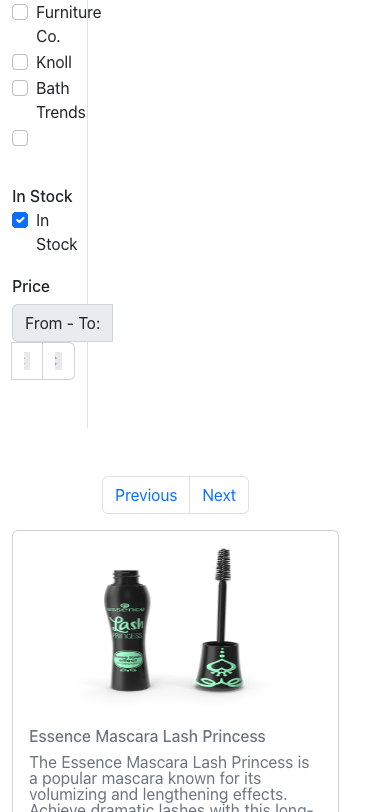 Furniture
Co.
Knoll
Bath
Trends
In Stock
In
Stock
Price
From - To:
Previous
Next
essence
Lash
PRINCESS
Essence Mascara Lash Princess
The Essence Mascara Lash Princess is
a popular mascara known for its
volumizing and lengthening effects.
Achieve dramatic lashes with this long-